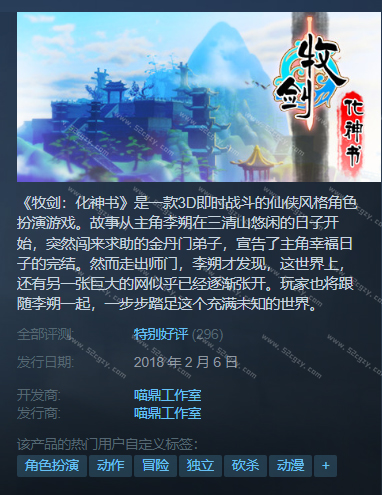 牧剑
化神书
《牧剑：化神书》是一款3D即时战斗的仙侠风格角色
扮演游戏。故事从主角李朔在三清山悠闲的日子开
始，突然闯来求助的金丹门弟子，宣告了主角幸福日
子的完结。然而走出师门，李朔才发现，这世界上，
还有另一张巨大的网似乎已经逐渐张开。玩家也将跟
随李朔一起，一步步踏足这个充满未知的世界。
全部评测: 特别好评 (296)
发行日期: 2018 年 2 月 6 日
开发商: 喵鼎工作室
发行商: 喵鼎工作室
该产品的热门用户自定义标签:
角色扮演 动作 冒险 独立 砍杀 动漫 +
www.52zgty.com